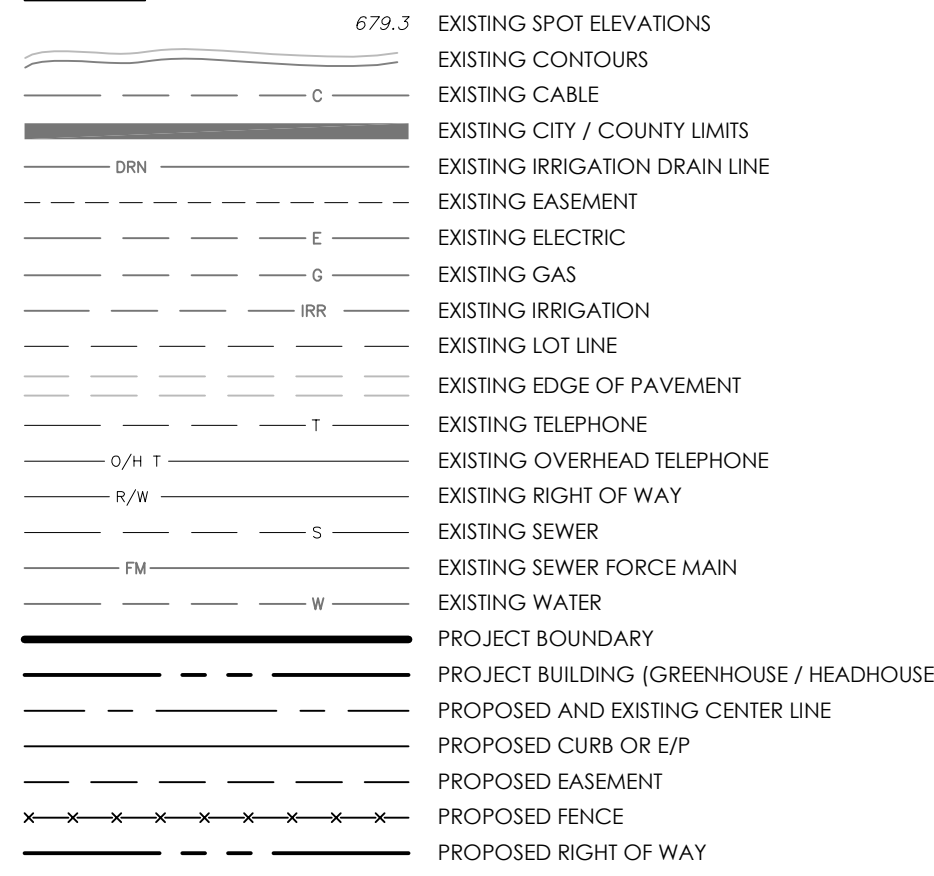 679.3 EXISTING SPOT ELEVATIONS
EXISTING CONTOURS
C EXISTING CABLE
EXISTING CITY / COUNTY LIMITS
DRN EXISTING IRRIGATION DRAIN LINE
EXISTING EASEMENT
E EXISTING ELECTRIC
G EXISTING GAS
IRR EXISTING IRRIGATION
EXISTING LOT LINE
EXISTING EDGE OF PAVEMENT
T EXISTING TELEPHONE
O/H T EXISTING OVERHEAD TELEPHONE
R/W EXISTING RIGHT OF WAY
S EXISTING SEWER
FM EXISTING SEWER FORCE MAIN
W EXISTING WATER
PROJECT BOUNDARY
PROJECT BUILDING (GREENHOUSE / HEADHOUSE
PROPOSED AND EXISTING CENTER LINE
PROPOSED CURB OR E/P
PROPOSED EASEMENT
PROPOSED FENCE
PROPOSED RIGHT OF WAY